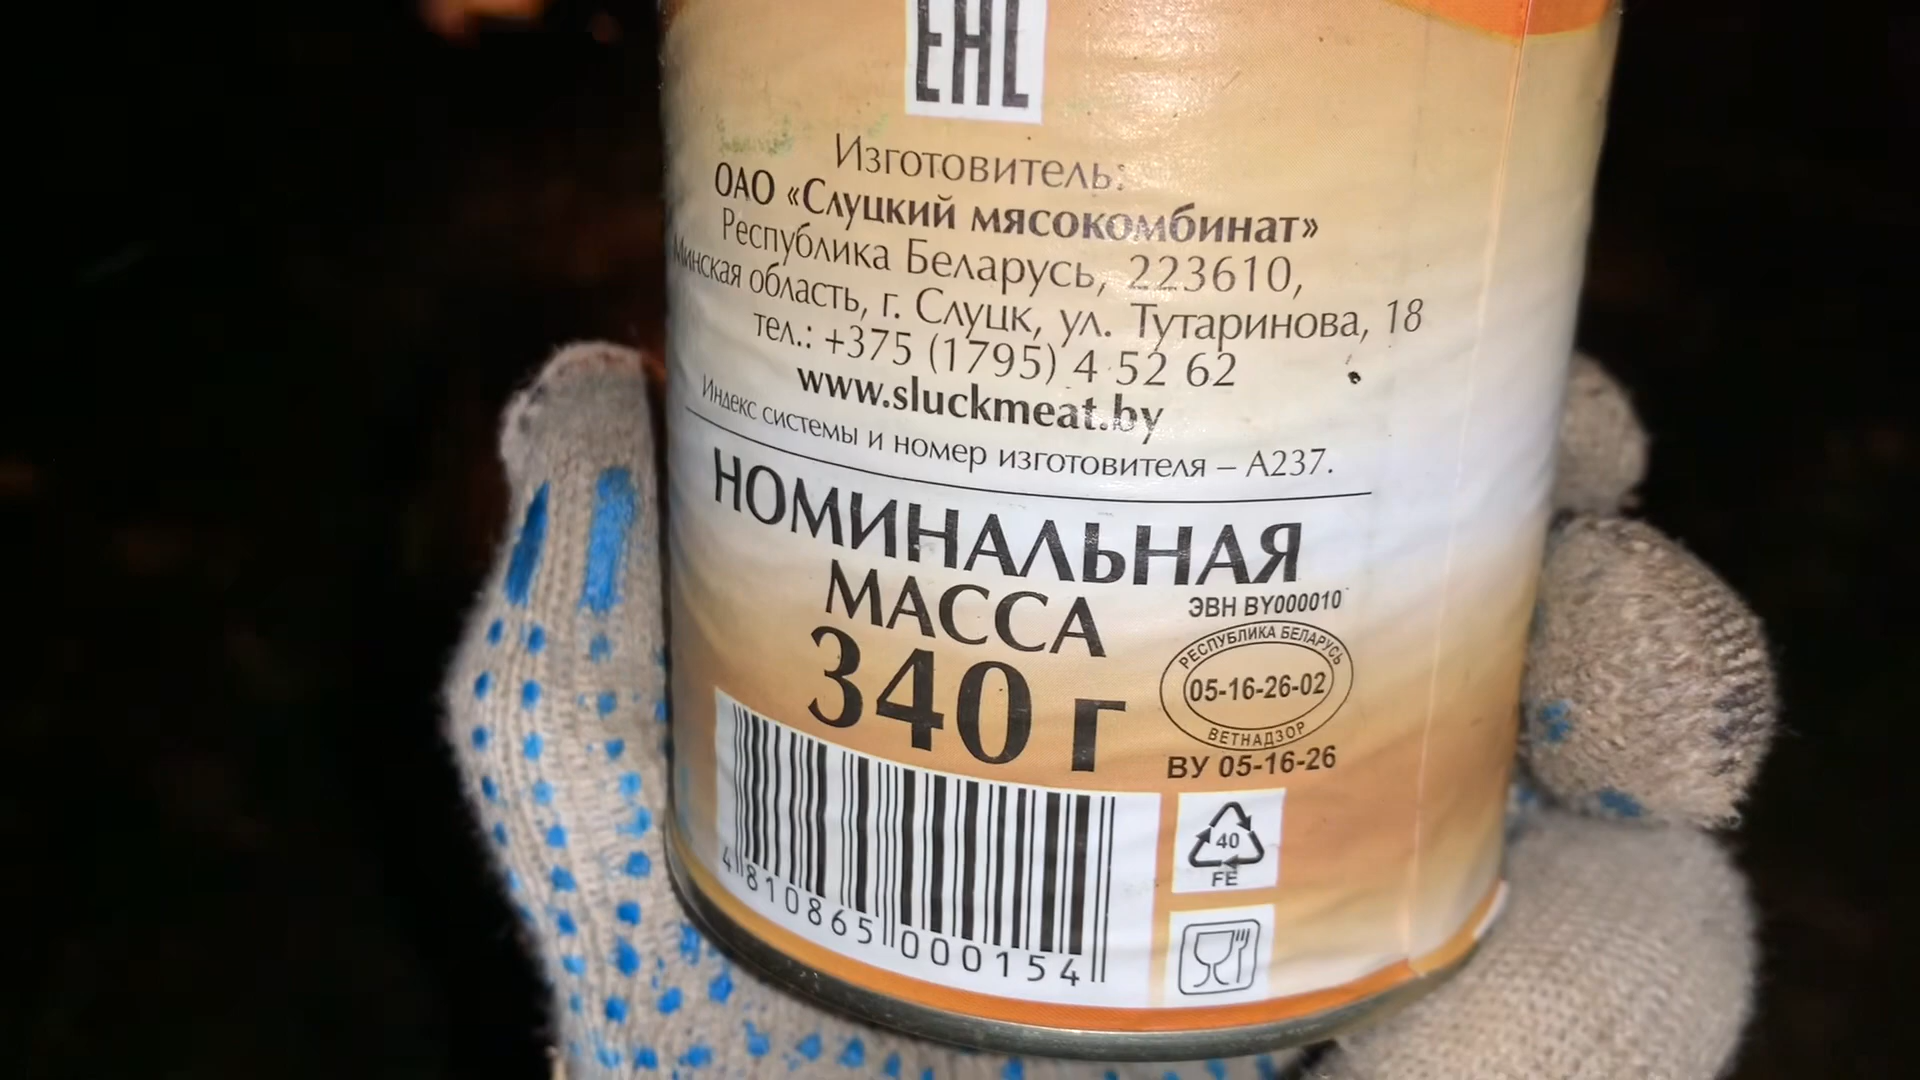 EAC
Изготовитель:
ОАО «Слуцкий мясокомбинат»
Республика Беларусь, 223610,
Минская область, г. Слуцк, ул. Тутаринова, 18
тел.: +375 (1795) 4 52 62
www.sluckmeat.by
Индекс системы и номер изготовителя – А237.
НОМИНАЛЬНАЯ
МАССА
340 г
ЭВН BY000010
РЕСПУБЛИКА БЕЛАРУСЬ
05-16-26-02
ВЕТНАДЗОР
BY 05-16-26
4 810865 000154
40
FE